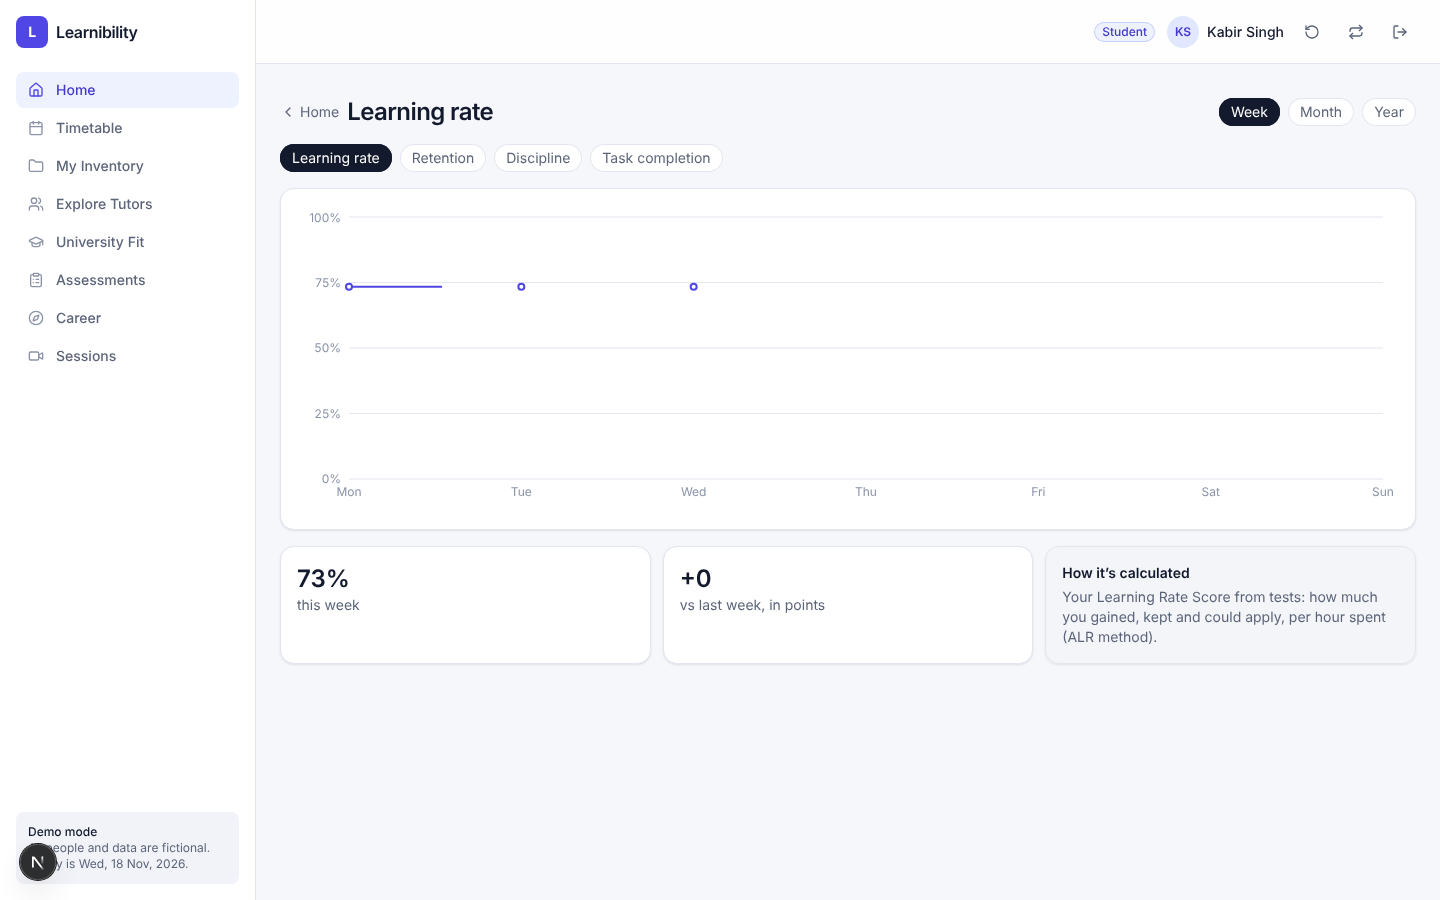 L Learnibility
Student KS Kabir Singh
Home
Timetable
My Inventory
Explore Tutors
University Fit
Assessments
Career
Sessions
Home Learning rate
Week Month Year
Learning rate Retention Discipline Task completion
100%
75%
50%
25%
0%
Mon Tue Wed Thu Fri Sat Sun
73%
this week
+0
vs last week, in points
How it’s calculated
Your Learning Rate Score from tests: how much
you gained, kept and could apply, per hour spent
(ALR method).
Demo mode
people and data are fictional.
is Wed, 18 Nov, 2026.
N